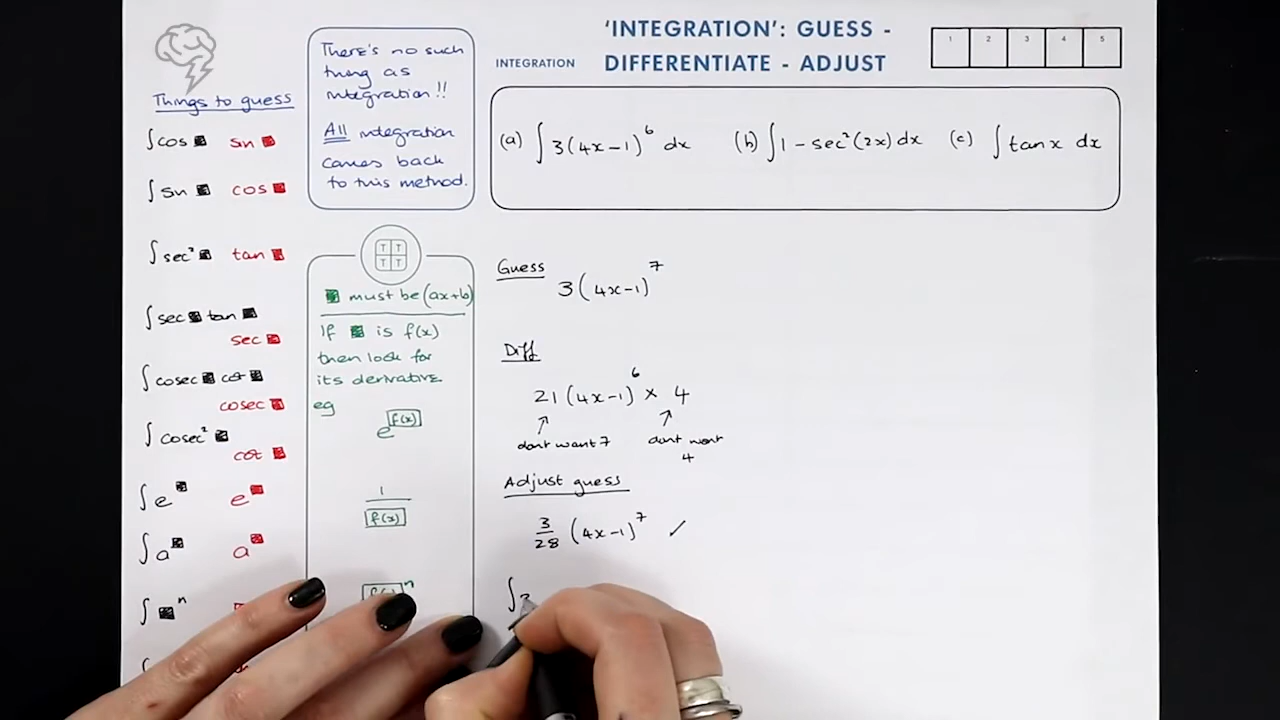 Things to guess
∫cos■ sin■
∫sin■ cos■
∫sec²■ tan■
∫sec■tan■
sec■
∫cosec■cot■
cosec■
∫cosec²■
cot■
∫e^■ e^■
∫a^■ a^■
∫■ⁿ
There's no such
thing as
integration!!
All integration
comes back
to this method.
T T
T T
■ must be (ax+b)
If ■ is f(x)
then look for
its derivative
eg
e^f(x)
1
f(x)
INTEGRATION
'INTEGRATION': GUESS -
DIFFERENTIATE - ADJUST
1 2 3 4 5
(a) ∫3(4x-1)⁶ dx (b) ∫1-sec²(2x)dx (c) ∫tanx dx
Guess
3(4x-1)⁷
Diff
21(4x-1)⁶ × 4
↗ ↗
dont want 7 dont want
4
Adjust guess
3/28 (4x-1)⁷ ✓
∫3